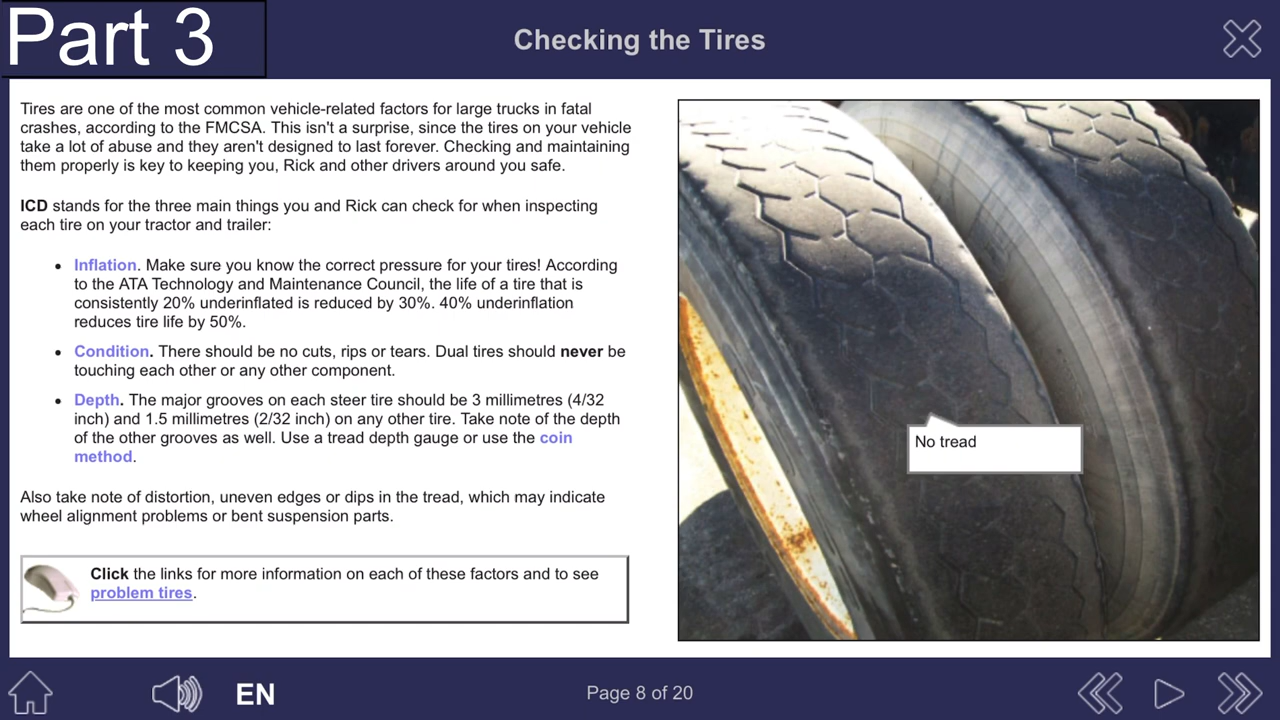 Part 3
Checking the Tires
Tires are one of the most common vehicle-related factors for large trucks in fatal
crashes, according to the FMCSA. This isn't a surprise, since the tires on your vehicle
take a lot of abuse and they aren't designed to last forever. Checking and maintaining
them properly is key to keeping you, Rick and other drivers around you safe.
ICD stands for the three main things you and Rick can check for when inspecting
each tire on your tractor and trailer:
• Inflation. Make sure you know the correct pressure for your tires! According
to the ATA Technology and Maintenance Council, the life of a tire that is
consistently 20% underinflated is reduced by 30%. 40% underinflation
reduces tire life by 50%.
• Condition. There should be no cuts, rips or tears. Dual tires should never be
touching each other or any other component.
• Depth. The major grooves on each steer tire should be 3 millimetres (4/32
inch) and 1.5 millimetres (2/32 inch) on any other tire. Take note of the depth
of the other grooves as well. Use a tread depth gauge or use the coin
method.
Also take note of distortion, uneven edges or dips in the tread, which may indicate
wheel alignment problems or bent suspension parts.
Click the links for more information on each of these factors and to see
problem tires.
No tread
EN
Page 8 of 20